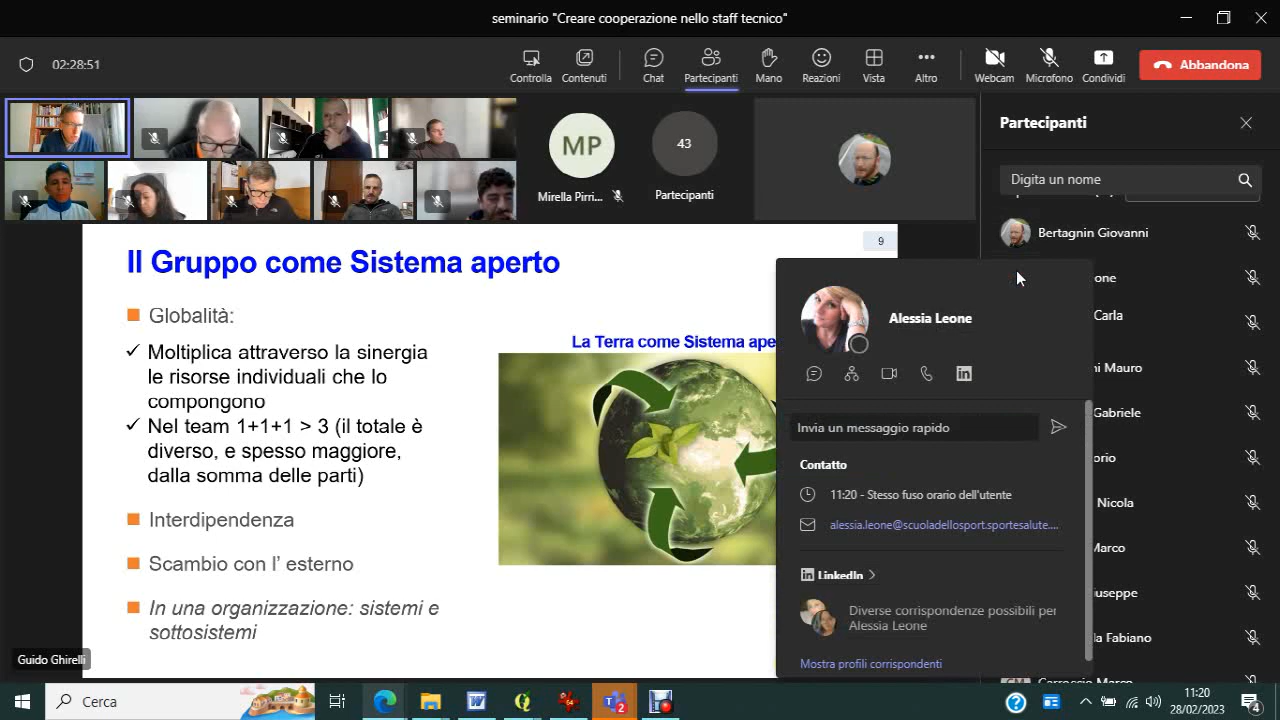 seminario "Creare cooperazione nello staff tecnico"
02:28:51
Controlla
Contenuti
Chat
Partecipanti
Mano
Reazioni
Vista
Altro
Webcam
Microfono
Condividi
Abbandona
MP
Mirella Pirri...
43
Partecipanti
Partecipanti
Digita un nome
Bertagnin Giovanni
one
Carla
ni Mauro
Gabriele
orio
Nicola
Marco
useppe
la Fabiano
9
Il Gruppo come Sistema aperto
Globalità:
Moltiplica attraverso la sinergia
le risorse individuali che lo
compongono
Nel team 1+1+1 > 3 (il totale è
diverso, e spesso maggiore,
dalla somma delle parti)
Interdipendenza
Scambio con l' esterno
In una organizzazione: sistemi e
sottosistemi
La Terra come Sistema ape
Guido Ghirelli
Alessia Leone
Invia un messaggio rapido
Contatto
11:20 - Stesso fuso orario dell'utente
alessia.leone@scuoladellosport.sportesalute....
LinkedIn
Diverse corrispondenze possibili per
Alessia Leone
Mostra profili corrispondenti
Cerca
11:20
28/02/2023
4